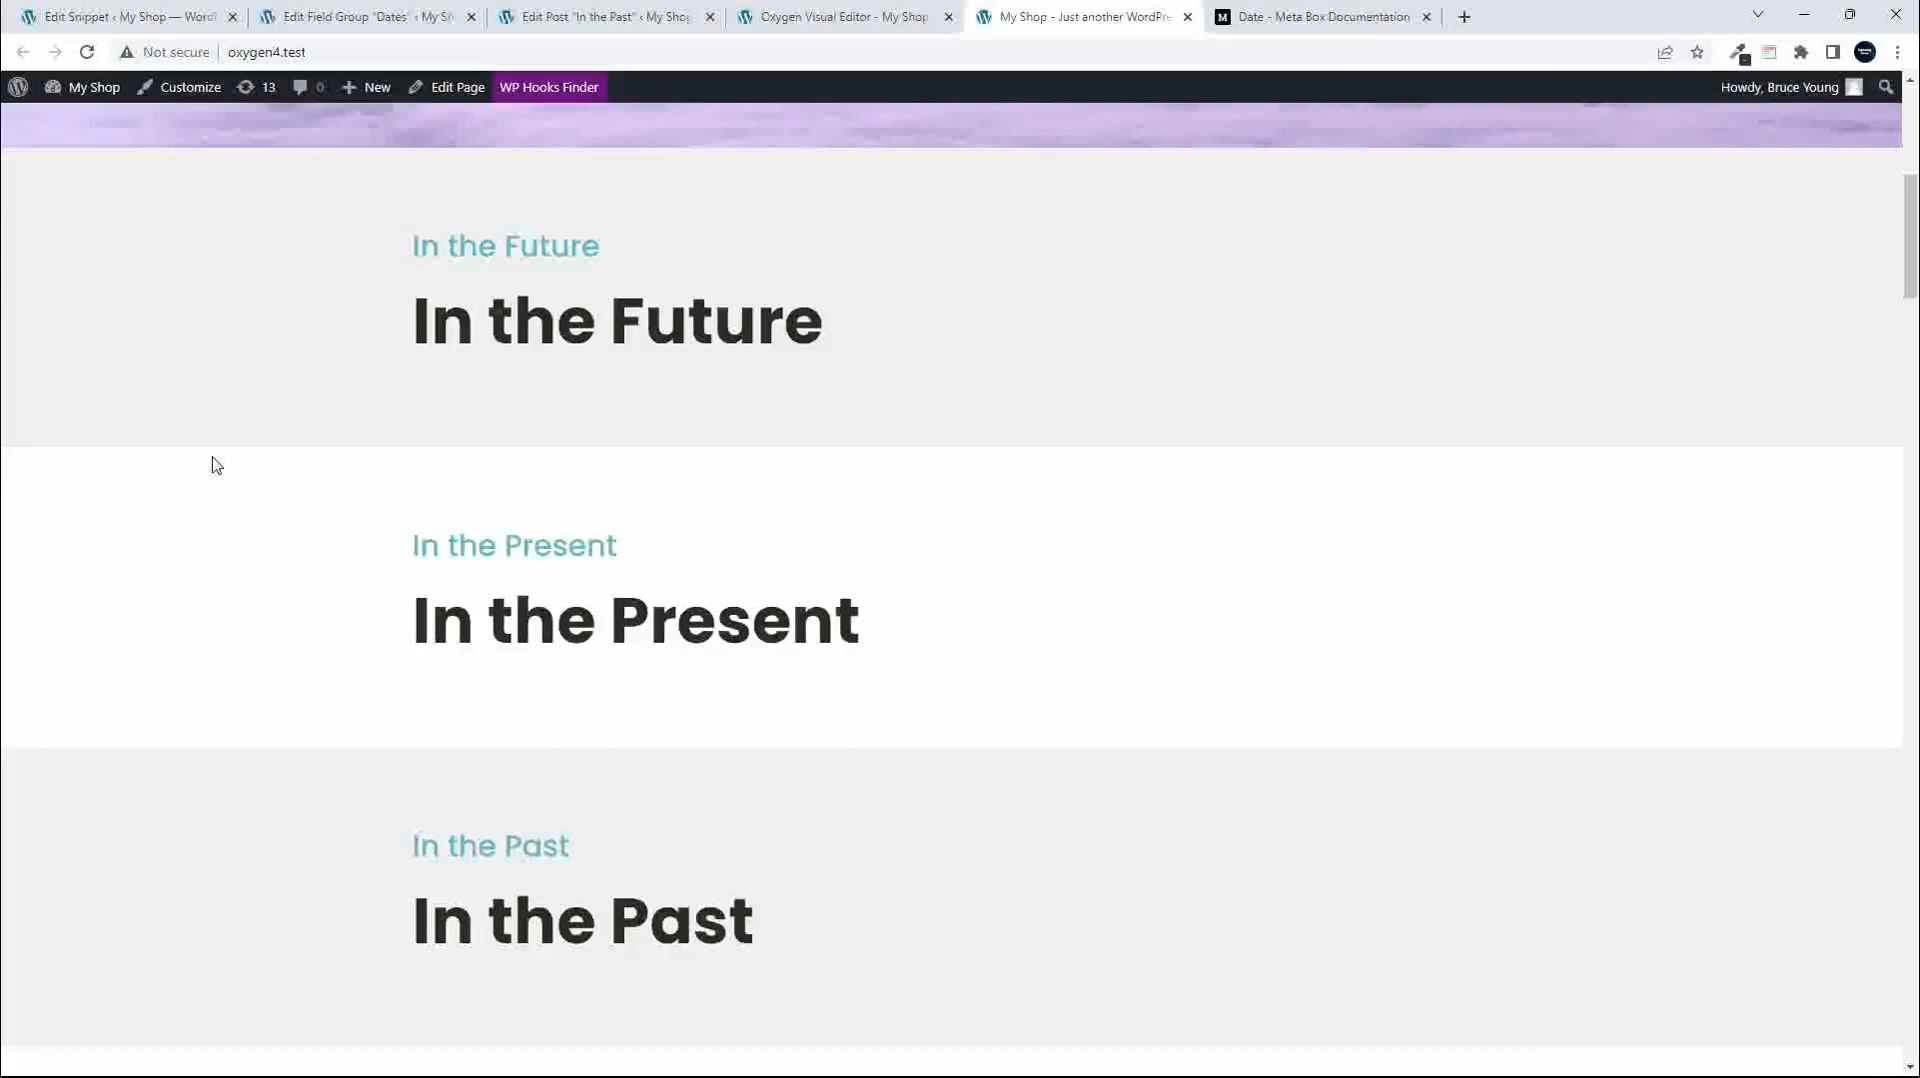 Edit Snippet ‹ My Shop — Word
Edit Field Group "Dates" ‹ My Sh
Edit Post "In the Past" ‹ My Shop
Oxygen Visual Editor - My Shop
My Shop - Just another WordPre
M
Date - Meta Box Documentation
Not secure
oxygen4.test
My Shop
Customize
13
0
New
Edit Page
WP Hooks Finder
Howdy, Bruce Young
In the Future
In the Future
In the Present
In the Present
In the Past
In the Past